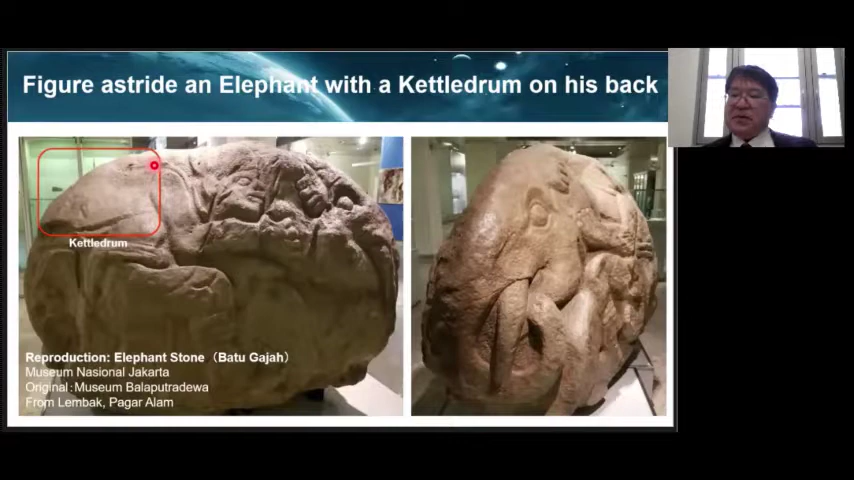 Figure astride an Elephant with a Kettledrum on his back
Kettledrum
Reproduction: Elephant Stone（Batu Gajah）
Museum Nasional Jakarta
Original：Museum Balaputradewa
From Lembak, Pagar Alam